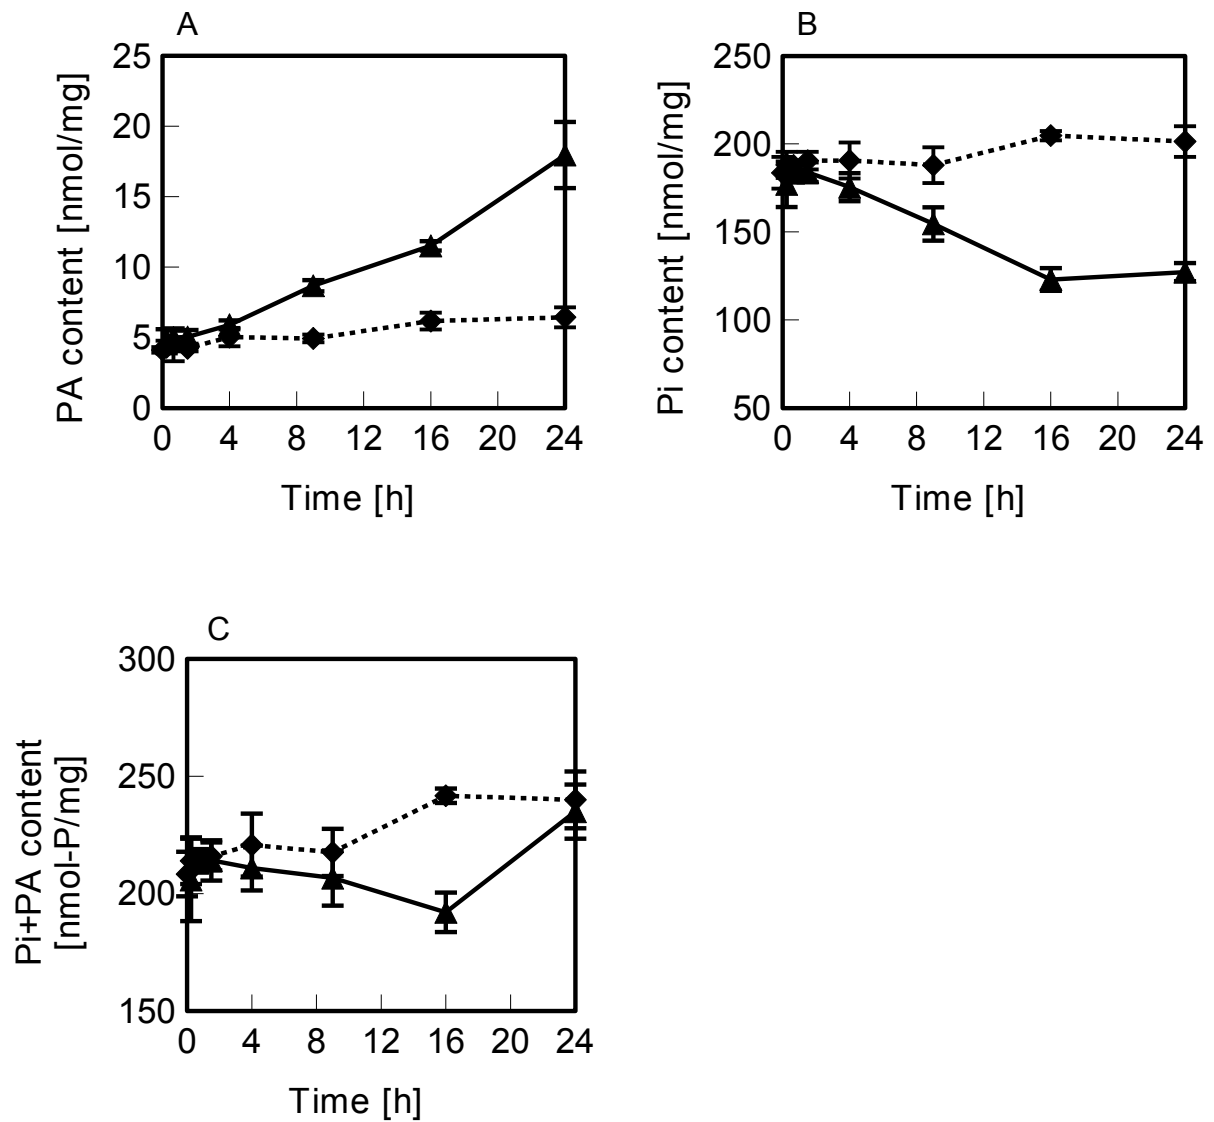 A
PA content [nmol/mg]
25
20
15
10
5
0
0 4 8 12 16 20 24
Time [h]
B
Pi content [nmol/mg]
250
200
150
100
50
0 4 8 12 16 20 24
Time [h]
C
Pi+PA content
[nmol-P/mg]
300
250
200
150
0 4 8 12 16 20 24
Time [h]